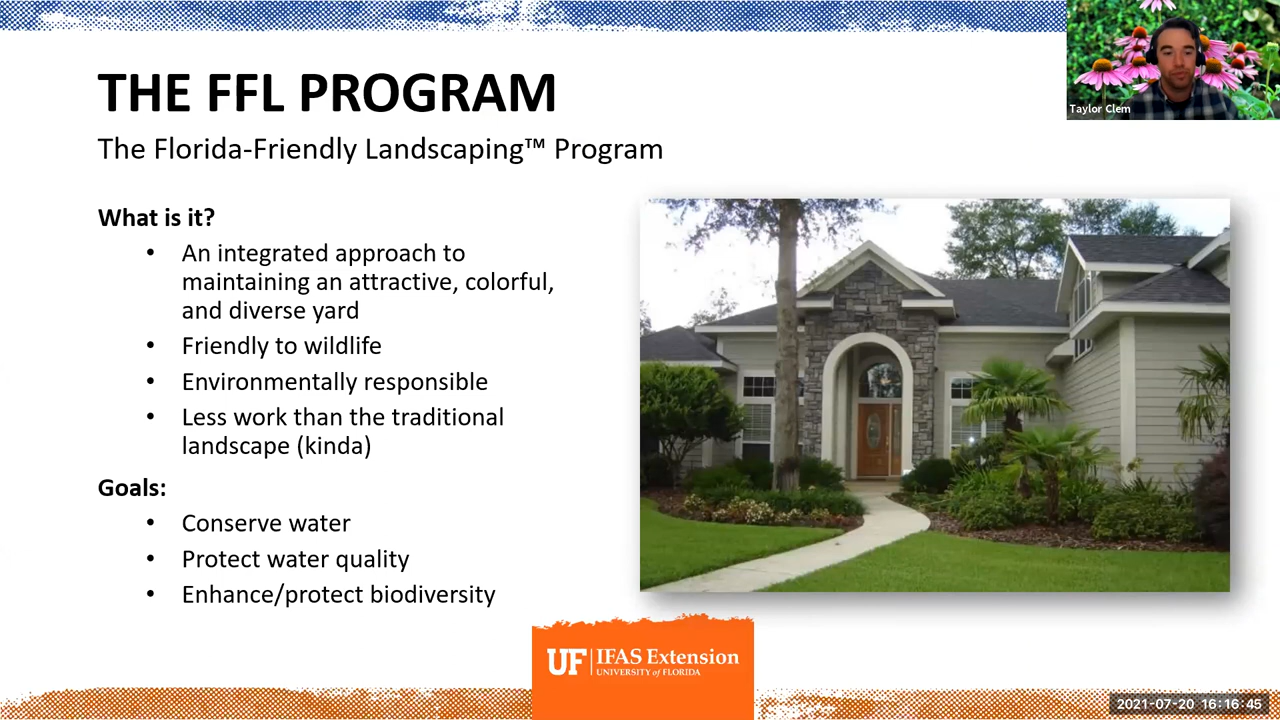 THE FFL PROGRAM
The Florida-Friendly Landscaping™ Program
Taylor Clem
What is it?
• An integrated approach to
maintaining an attractive, colorful,
and diverse yard
• Friendly to wildlife
• Environmentally responsible
• Less work than the traditional
landscape (kinda)
Goals:
• Conserve water
• Protect water quality
• Enhance/protect biodiversity
UF IFAS Extension
UNIVERSITY of FLORIDA
2021-07-20 16:16:45